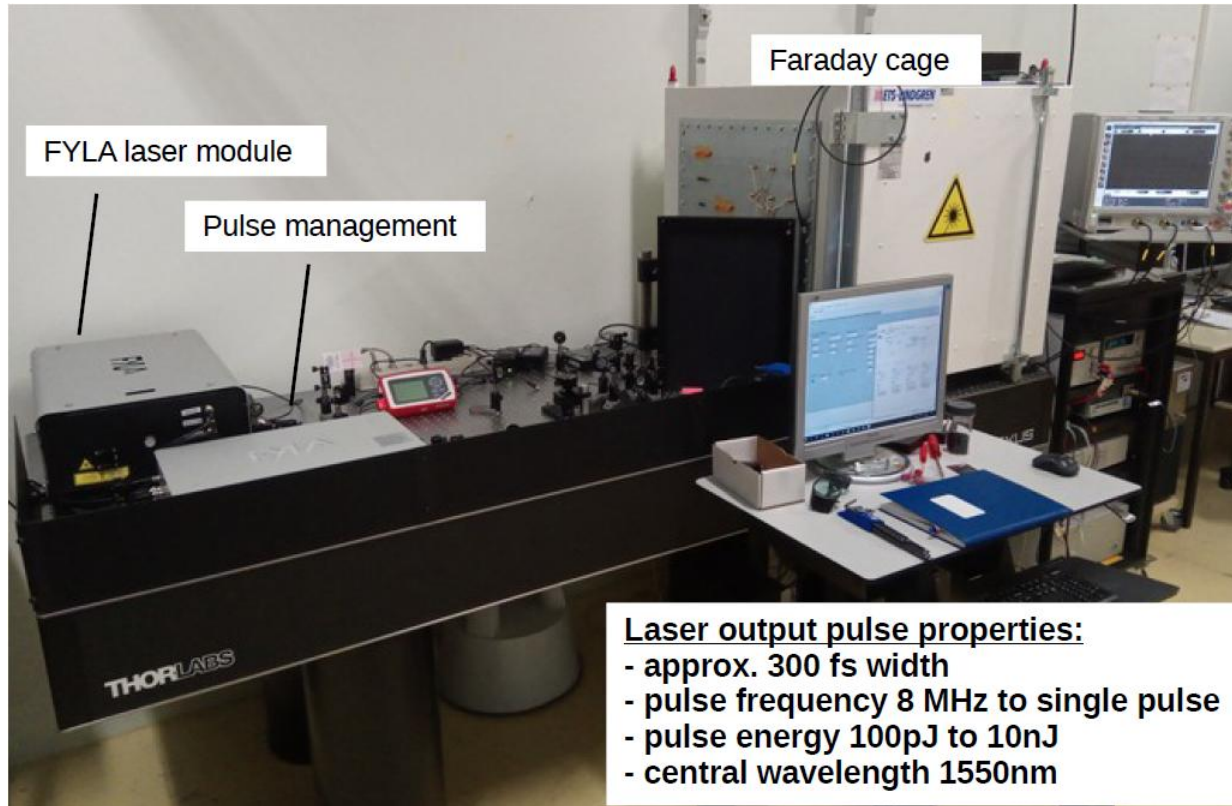 Faraday cage
ETS·LINDGREN
FYLA laser module
Pulse management
FYLA
FYLA
THORLABS
Laser output pulse properties:
- approx. 300 fs width
- pulse frequency 8 MHz to single pulse
- pulse energy 100pJ to 10nJ
- central wavelength 1550nm